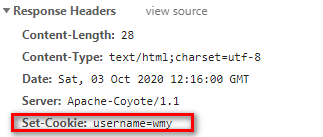 Response Headers view source
Content-Length: 28
Content-Type: text/html;charset=utf-8
Date: Sat, 03 Oct 2020 12:16:00 GMT
Server: Apache-Coyote/1.1
Set-Cookie: username=wmy